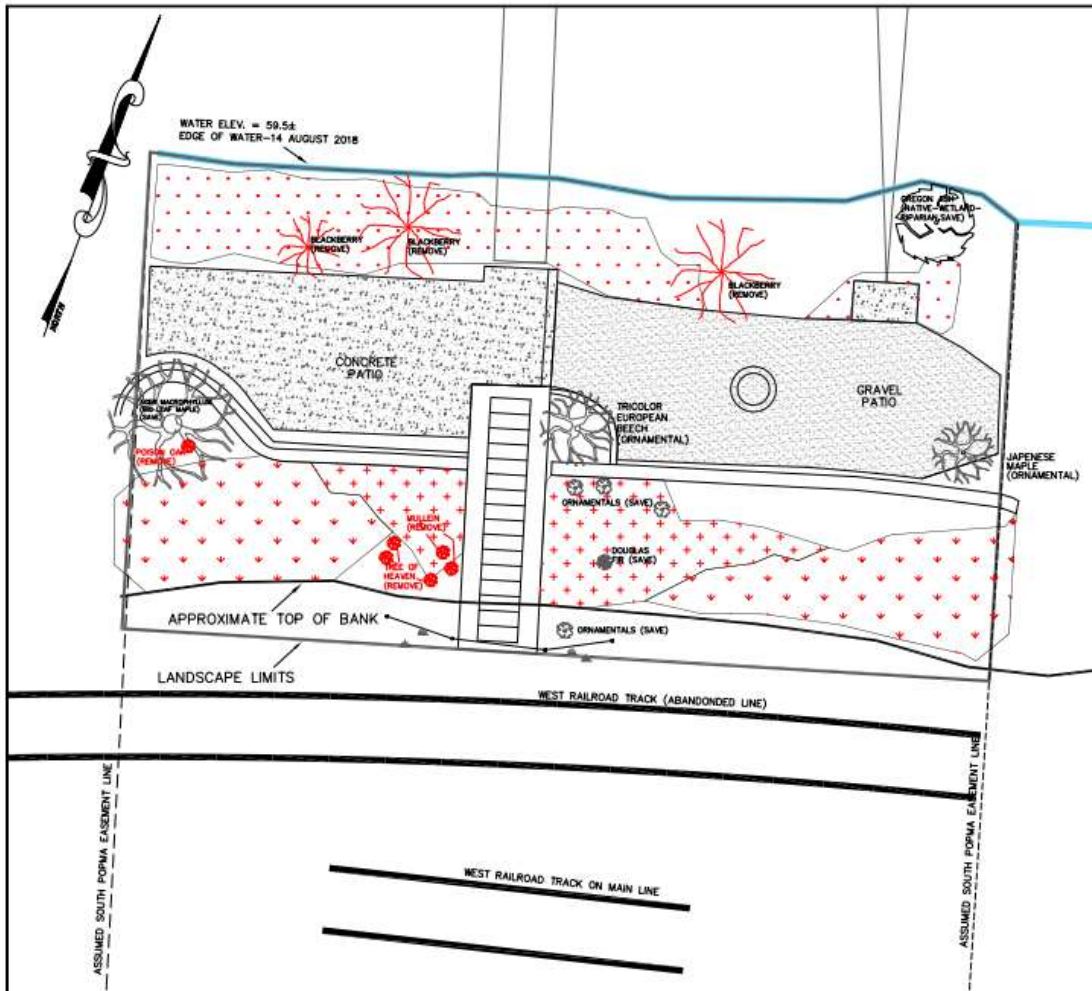 WATER ELEV. = 59.5±
EDGE OF WATER-14 AUGUST 2018
NORTH
OREGON ASH
(NATIVE-WETLAND-
RIPARIAN,SAVE)
BLACKBERRY
(REMOVE)
BLACKBERRY
(REMOVE)
BLACKBERRY
(REMOVE)
CONCRETE
PATIO
GRAVEL
PATIO
ACER MACROPHYLLUM
(BIG LEAF MAPLE)
(SAVE)
TRICOLOR
EUROPEAN
BEECH
(ORNAMENTAL)
POISON OAK
(REMOVE)
JAPENESE
MAPLE
(ORNAMENTAL)
ORNAMENTALS (SAVE)
MULLEIN
(REMOVE)
DOUGLAS
FIR (SAVE)
TREE OF
HEAVEN
(REMOVE)
APPROXIMATE TOP OF BANK
ORNAMENTALS (SAVE)
LANDSCAPE LIMITS
WEST RAILROAD TRACK (ABANDONDED LINE)
ASSUMED SOUTH POPMA EASEMENT LINE
ASSUMED SOUTH POPMA EASEMENT LINE
WEST RAILROAD TRACK ON MAIN LINE